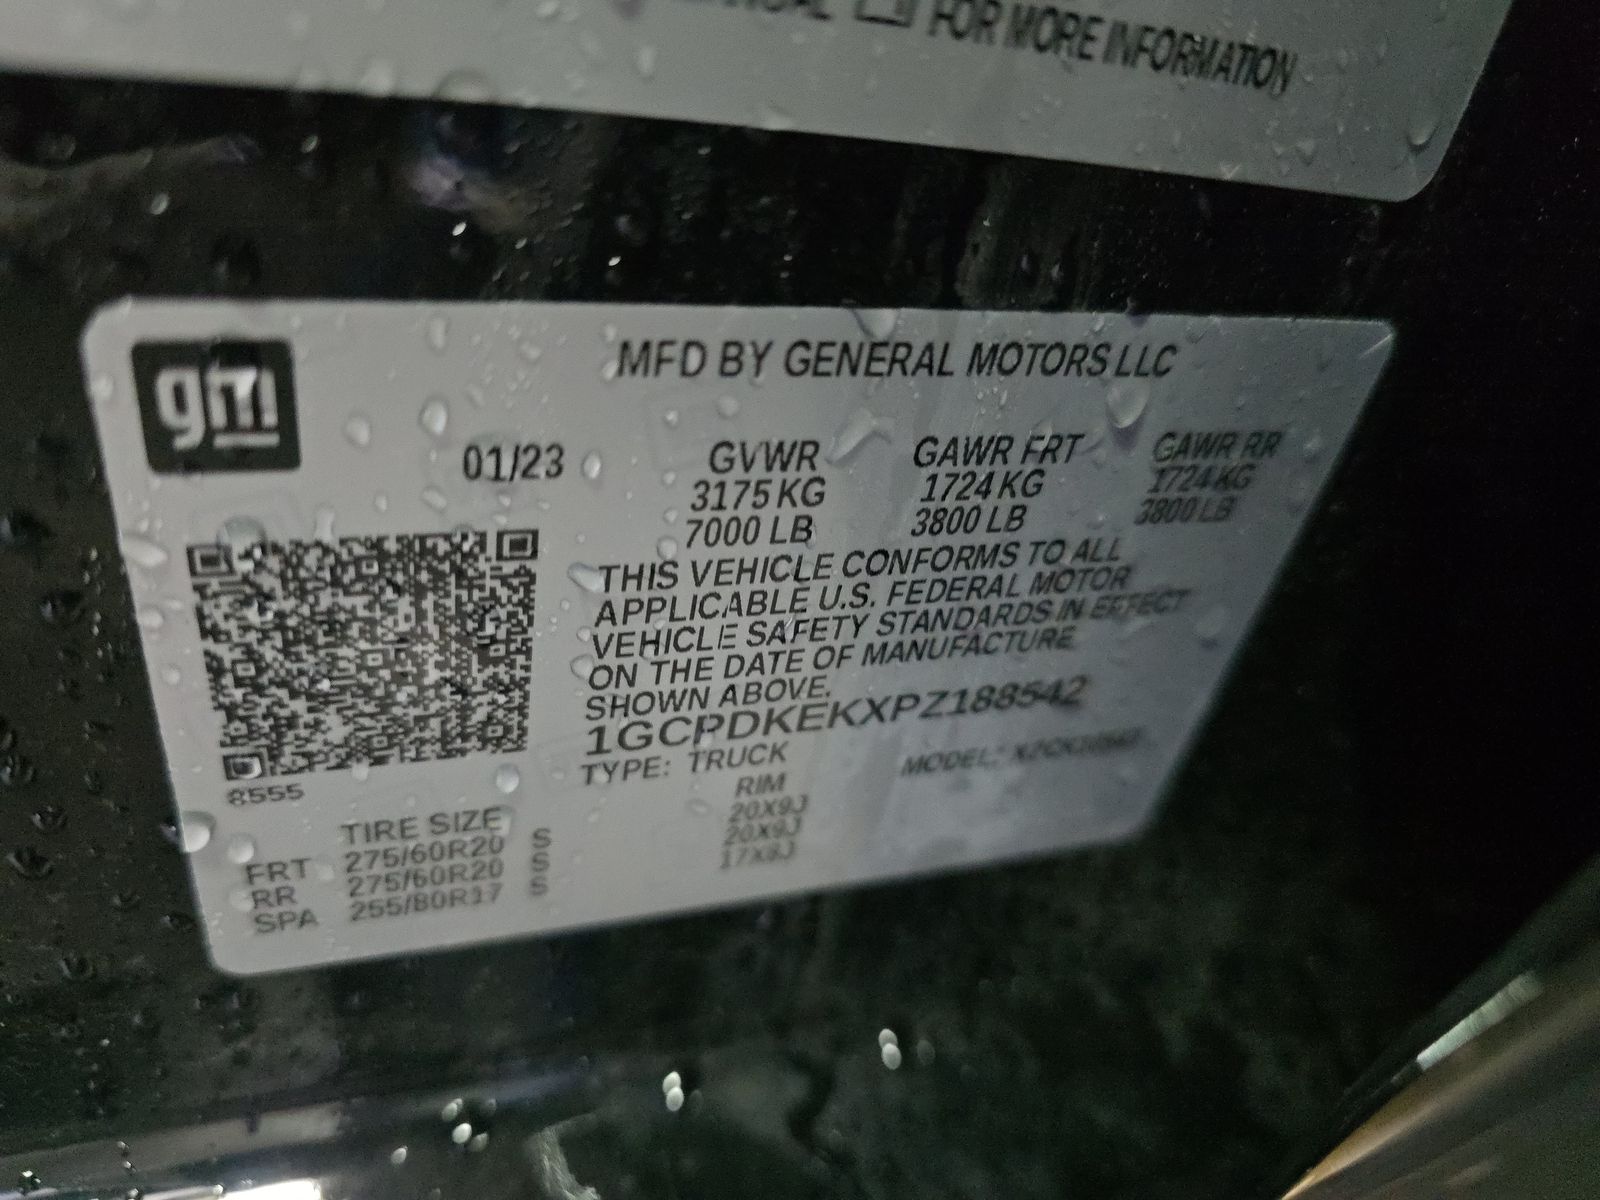 FOR MORE INFORMATION
gm
MFD BY GENERAL MOTORS LLC
01/23 GVWR GAWR FRT GAWR RR
3175 KG 1724 KG 1724 KG
7000 LB 3800 LB 3800 LB
THIS VEHICLE CONFORMS TO ALL
APPLICABLE U.S. FEDERAL MOTOR
VEHICLE SAFETY STANDARDS IN EFFECT
ON THE DATE OF MANUFACTURE
SHOWN ABOVE.
1GCPDKEKXPZ188542
TYPE: TRUCK MODEL:
8555
TIRE SIZE RIM
FRT 275/60R20 S 20X9J
RR 275/60R20 S 20X9J
SPA 255/80R17 S 17X8J